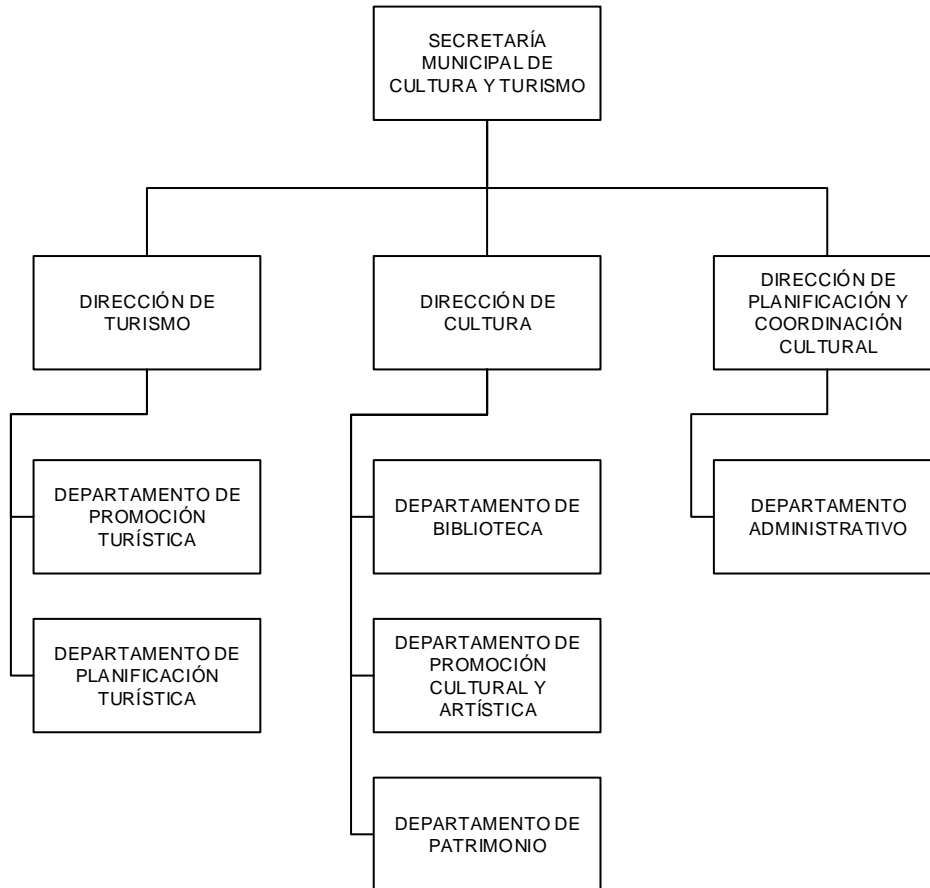 SECRETARÍA
MUNICIPAL DE
CULTURA Y TURISMO
DIRECCIÓN DE
TURISMO
DIRECCIÓN DE
CULTURA
DIRECCIÓN DE
PLANIFICACIÓN Y
COORDINACIÓN
CULTURAL
DEPARTAMENTO DE
PROMOCIÓN
TURÍSTICA
DEPARTAMENTO DE
BIBLIOTECA
DEPARTAMENTO
ADMINISTRATIVO
DEPARTAMENTO DE
PLANIFICACIÓN
TURÍSTICA
DEPARTAMENTO DE
PROMOCIÓN
CULTURAL Y
ARTÍSTICA
DEPARTAMENTO DE
PATRIMONIO